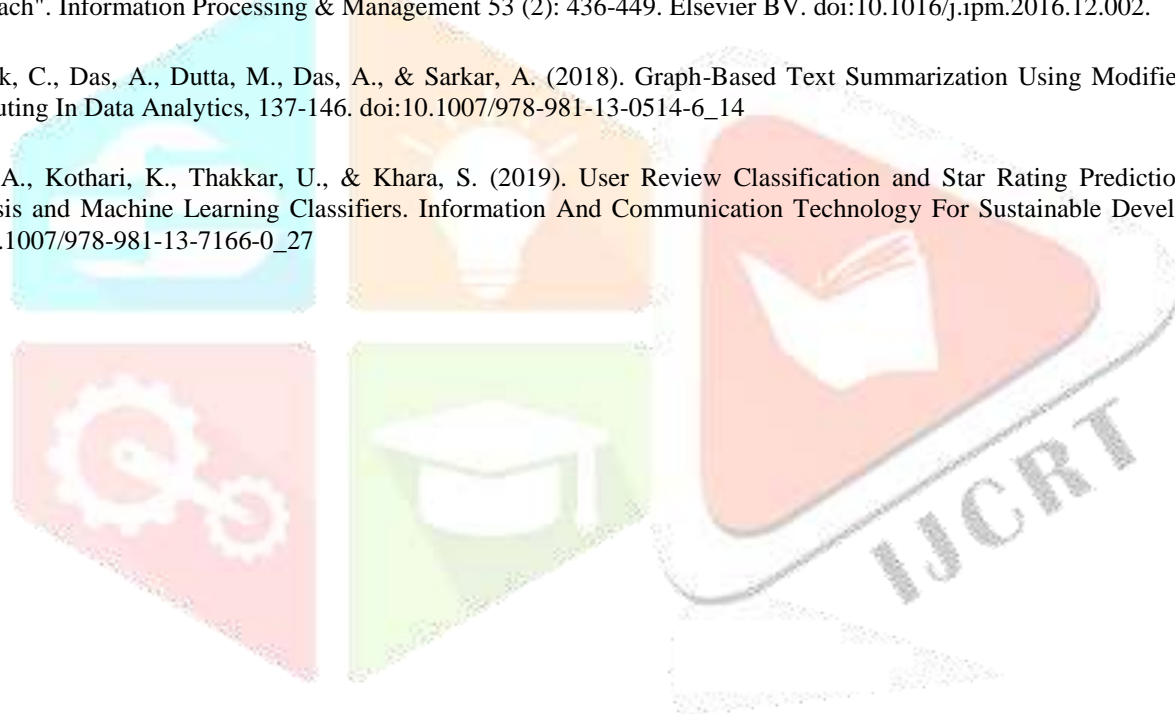 ach". Information Processing & Management 53 (2): 436-449. Elsevier BV. doi:10.1016/j.ipm.2016.12.002.
k, C., Das, A., Dutta, M., Das, A., & Sarkar, A. (2018). Graph-Based Text Summarization Using Modifie
uting In Data Analytics, 137-146. doi:10.1007/978-981-13-0514-6_14
A., Kothari, K., Thakkar, U., & Khara, S. (2019). User Review Classification and Star Rating Predictio
sis and Machine Learning Classifiers. Information And Communication Technology For Sustainable Devel
.1007/978-981-13-7166-0_27
IJCRT